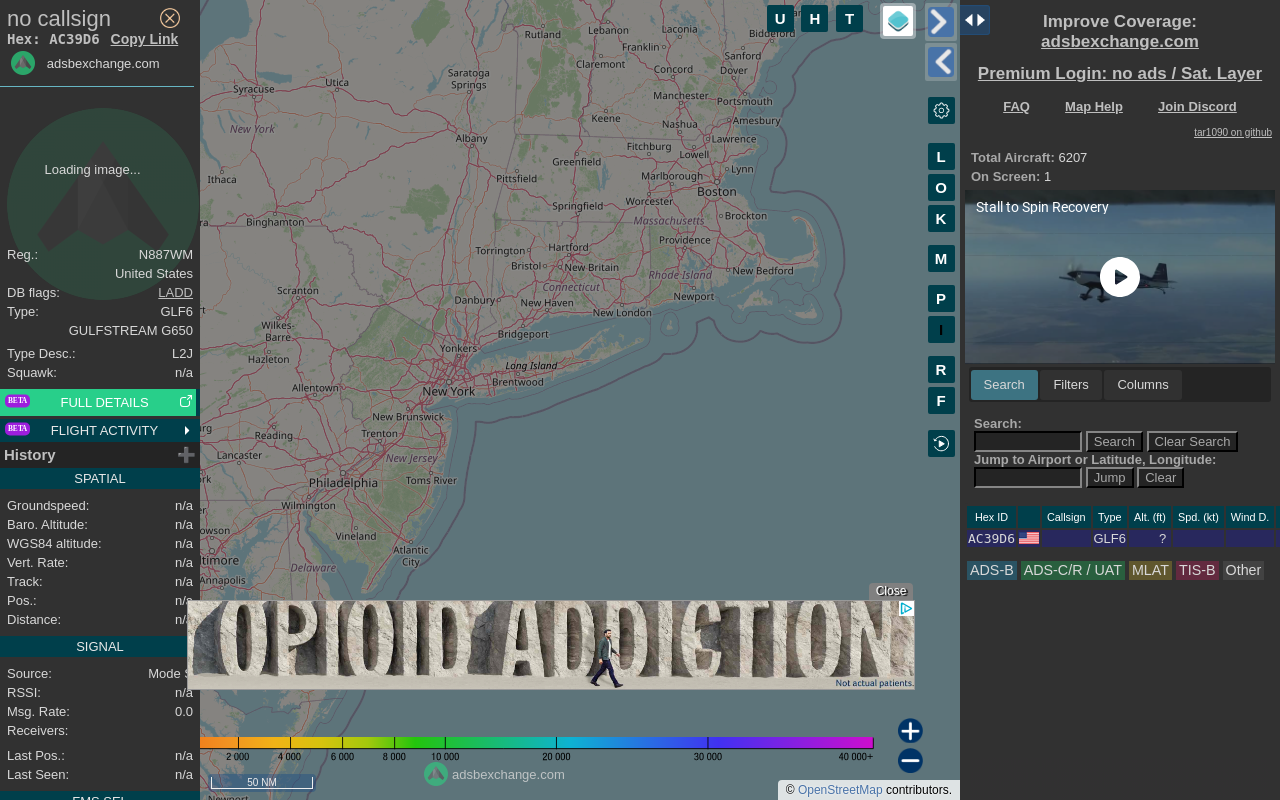 no callsign
Hex: AC39D6 Copy Link
adsbexchange.com
Loading image...
Reg.: N887WM
United States
DB flags: LADD
Type: GLF6
GULFSTREAM G650
Type Desc.: L2J
Squawk: n/a
BETA FULL DETAILS
BETA FLIGHT ACTIVITY
History
SPATIAL
Groundspeed: n/a
Baro. Altitude: n/a
WGS84 altitude: n/a
Vert. Rate: n/a
Track: n/a
Pos.: n/a
Distance: n/a
SIGNAL
Source: Mode S
RSSI: n/a
Msg. Rate: 0.0
Receivers:
Last Pos.: n/a
Last Seen: n/a
FMS SEL
U H T
L
O
K
M
P
I
R
F
Rutland
Lebanon
Laconia
Biddeford
Franklin
Claremont
Sanford
Concord
Dover
Utica
Saratoga
Springs
Syracuse
Manchester
Portsmouth
Keene
Amesbury
Nashua
New York
Albany
Lawrence
Fitchburg
Lowell
Greenfield
Lynn
Ithaca
Pittsfield
Marlborough
Boston
Worcester
Springfield
Brockton
Binghamton
Massachusetts
Providence
Torrington
Hartford
Bristol
New Britain
New Bedford
Rhode Island
Connecticut
Scranton
Newport
Danbury
New Haven
New London
Wilkes-
Barre
Bridgeport
Yonkers
Hazleton
Long Island
Brentwood
Allentown
New York
New Brunswick
Reading
Trenton
Lancaster
New Jersey
Toms River
Philadelphia
Wilmington
Vineland
Atlantic
City
Delaware
Annapolis
Newport
Close
OPIOID ADDICTION
Not actual patients.
2 000 4 000 6 000 8 000 10 000 20 000 30 000 40 000+
adsbexchange.com
50 NM
© OpenStreetMap contributors.
Improve Coverage:
adsbexchange.com
Premium Login: no ads / Sat. Layer
FAQ Map Help Join Discord
tar1090 on github
Total Aircraft: 6207
On Screen: 1
Stall to Spin Recovery
Search Filters Columns
Search:
Search Clear Search
Jump to Airport or Latitude, Longitude:
Jump Clear
Hex ID Callsign Type Alt. (ft) Spd. (kt) Wind D.
AC39D6 GLF6 ?
ADS-B ADS-C/R / UAT MLAT TIS-B Other